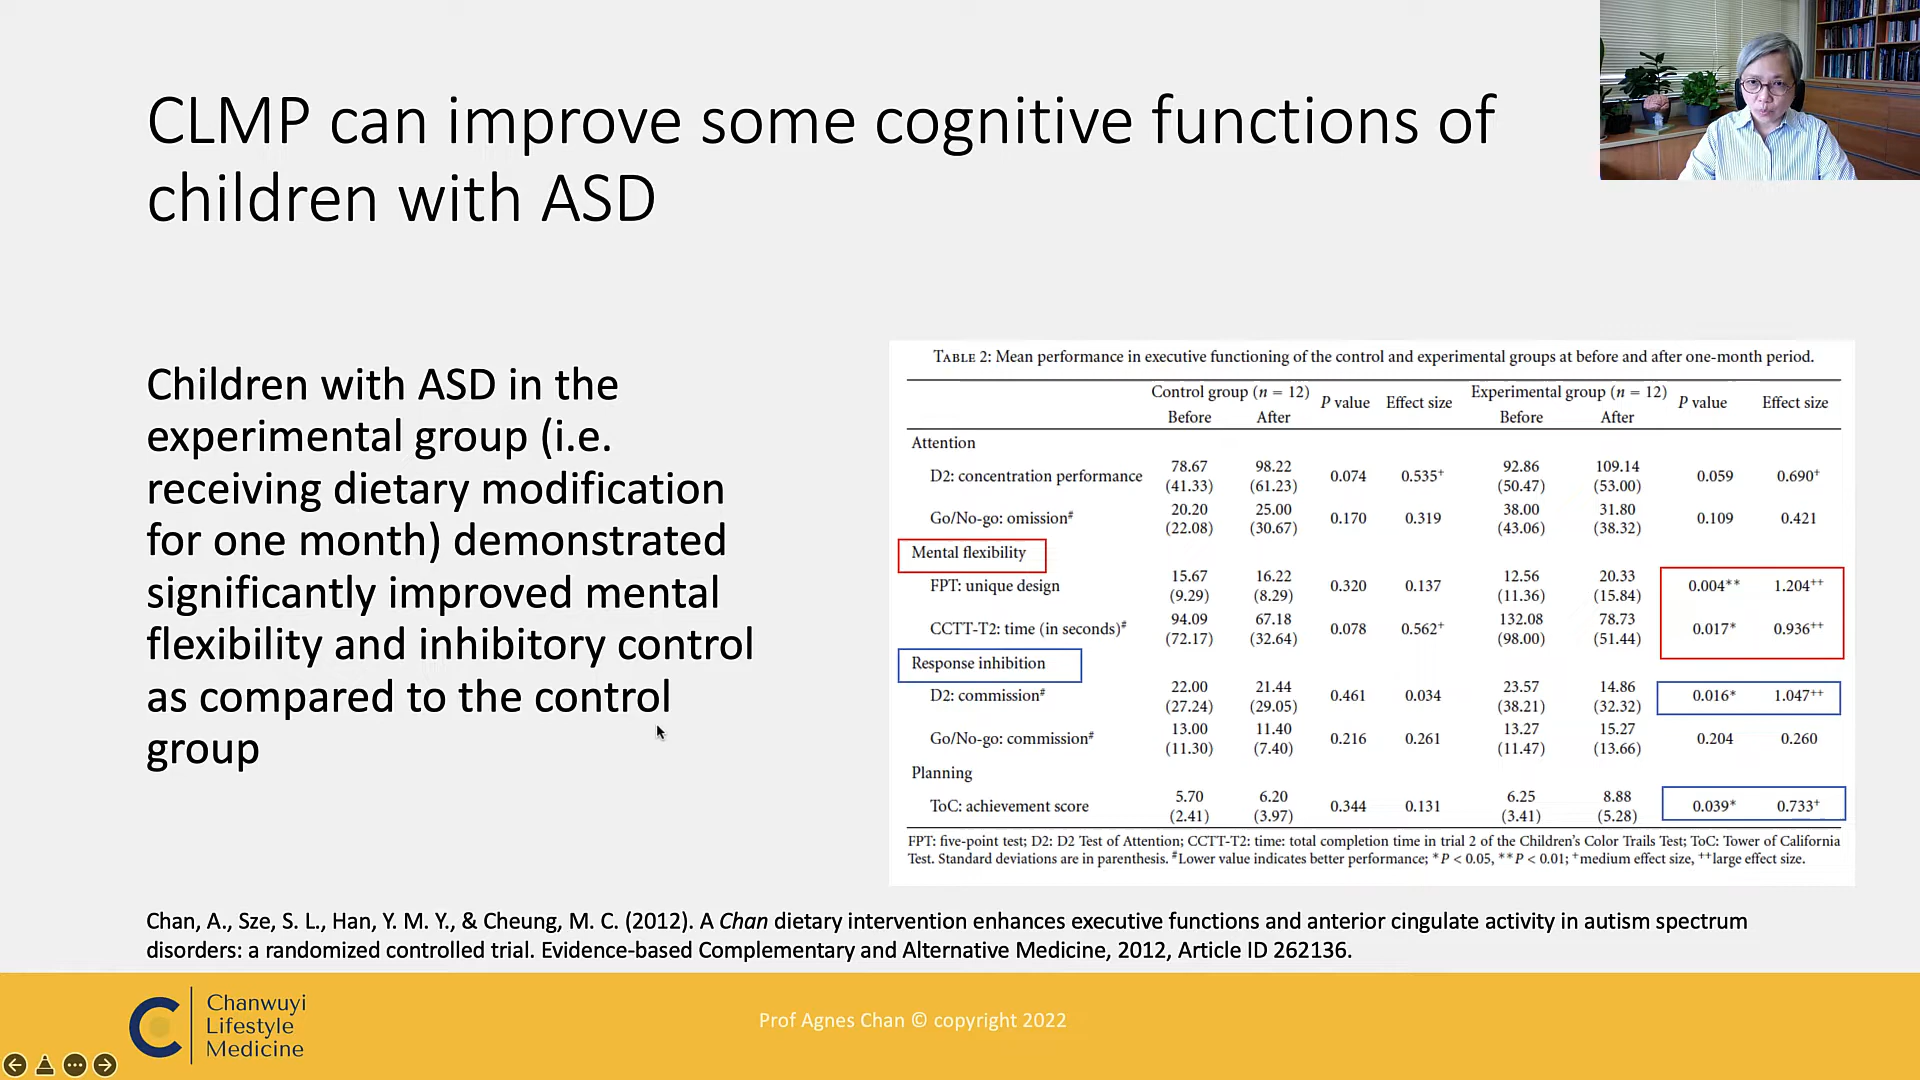 CLMP can improve some cognitive functions of
children with ASD
Children with ASD in the
experimental group (i.e.
receiving dietary modification
for one month) demonstrated
significantly improved mental
flexibility and inhibitory control
as compared to the control
group
TABLE 2: Mean performance in executive functioning of the control and experimental groups at before and after one-month period.
Control group (n = 12) P value Effect size Experimental group (n = 12) P value Effect size
Before After Before After
Attention
D2: concentration performance 78.67 98.22 0.074 0.535+ 92.86 109.14 0.059 0.690+
(41.33) (61.23) (50.47) (53.00)
Go/No-go: omission# 20.20 25.00 0.170 0.319 38.00 31.80 0.109 0.421
(22.08) (30.67) (43.06) (38.32)
Mental flexibility
FPT: unique design 15.67 16.22 0.320 0.137 12.56 20.33 0.004** 1.204++
(9.29) (8.29) (11.36) (15.84)
CCTT-T2: time (in seconds)# 94.09 67.18 0.078 0.562+ 132.08 78.73 0.017* 0.936++
(72.17) (32.64) (98.00) (51.44)
Response inhibition
D2: commission# 22.00 21.44 0.461 0.034 23.57 14.86 0.016* 1.047++
(27.24) (29.05) (38.21) (32.32)
Go/No-go: commission# 13.00 11.40 0.216 0.261 13.27 15.27 0.204 0.260
(11.30) (7.40) (11.47) (13.66)
Planning
ToC: achievement score 5.70 6.20 0.344 0.131 6.25 8.88 0.039* 0.733+
(2.41) (3.97) (3.41) (5.28)
FPT: five-point test; D2: D2 Test of Attention; CCTT-T2: time: total completion time in trial 2 of the Children's Color Trails Test; ToC: Tower of California
Test. Standard deviations are in parenthesis. #Lower value indicates better performance; *P < 0.05, **P < 0.01; +medium effect size, ++large effect size.
Chan, A., Sze, S. L., Han, Y. M. Y., & Cheung, M. C. (2012). A Chan dietary intervention enhances executive functions and anterior cingulate activity in autism spectrum
disorders: a randomized controlled trial. Evidence-based Complementary and Alternative Medicine, 2012, Article ID 262136.
Chanwuyi
Lifestyle
Medicine
Prof Agnes Chan © copyright 2022